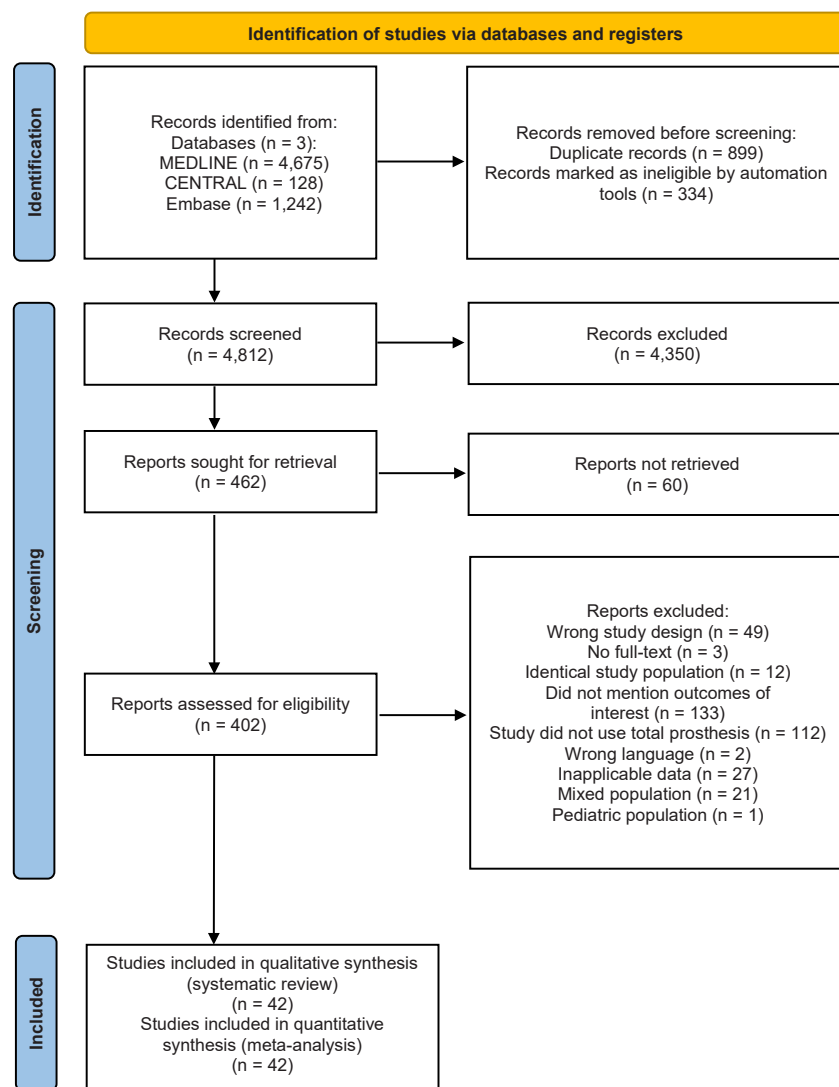 Identification of studies via databases and registers
Identification
Records identified from:
Databases (n = 3):
MEDLINE (n = 4,675)
CENTRAL (n = 128)
Embase (n = 1,242)
Records removed before screening:
Duplicate records (n = 899)
Records marked as ineligible by automation
tools (n = 334)
Screening
Records screened
(n = 4,812)
Records excluded
(n = 4,350)
Reports sought for retrieval
(n = 462)
Reports not retrieved
(n = 60)
Reports assessed for eligibility
(n = 402)
Reports excluded:
Wrong study design (n = 49)
No full-text (n = 3)
Identical study population (n = 12)
Did not mention outcomes of
interest (n = 133)
Study did not use total prosthesis (n = 112)
Wrong language (n = 2)
Inapplicable data (n = 27)
Mixed population (n = 21)
Pediatric population (n = 1)
Included
Studies included in qualitative synthesis
(systematic review)
(n = 42)
Studies included in quantitative
synthesis (meta-analysis)
(n = 42)